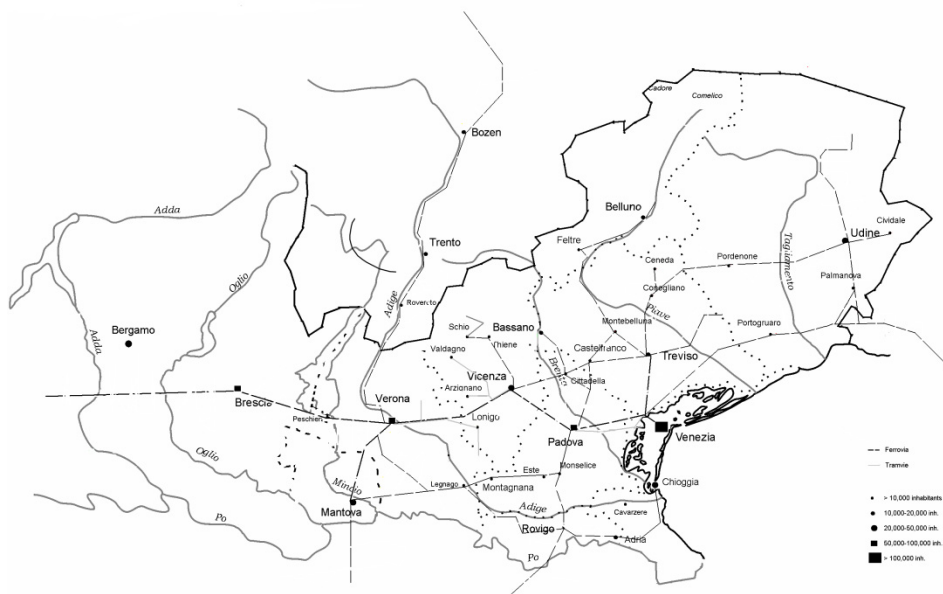 Cadore
Comelico
Bozen
Adda
Belluno
Cividale
Udine
Trento
Feltre
Ceneda
Pordenone
Tagliamento
Oglio
Palmanova
Conegliano
Rovereto
Adige
Piave
Portogruaro
Schio
Bassano
Montebelluna
Thiene
Bergamo
Adda
Valdagno
Castelfranco
Treviso
Vicenza
Brenta
Cittadella
Arzignano
Brescia
Verona
Peschiera
Lonigo
Padova
Venezia
Ferrovia
Oglio
Monselice
Tramvie
Este
Mincio
Legnago
Montagnana
Chioggia
> 10,000 inhabitants
Mantova
Adige
Cavarzere
10,000-20,000 inh.
Po
Rovigo
20,000-50,000 inh.
Adria
50,000-100,000 inh.
Po
> 100,000 inh.